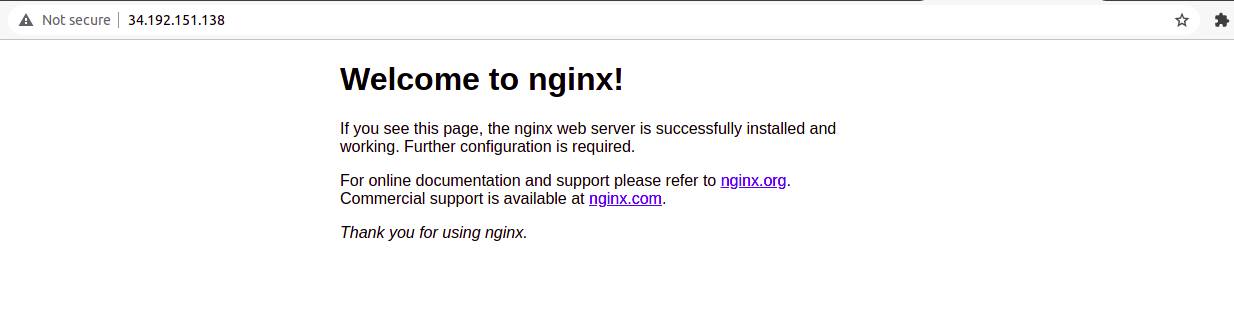 Not secure 34.192.151.138
Welcome to nginx!
If you see this page, the nginx web server is successfully installed and
working. Further configuration is required.
For online documentation and support please refer to nginx.org.
Commercial support is available at nginx.com.
Thank you for using nginx.